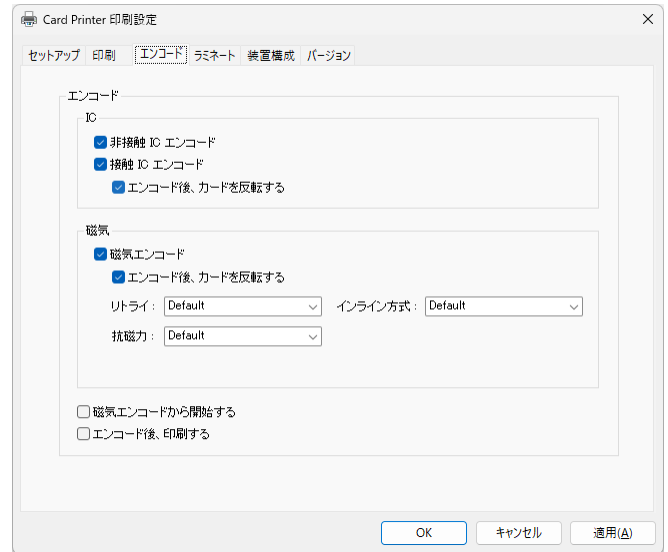 Card Printer 印刷設定
セットアップ 印刷 エンコード ラミネート 装置構成 バージョン
エンコード
IC
非接触 IC エンコード
接触 IC エンコード
エンコード後、カードを反転する
磁気
磁気エンコード
エンコード後、カードを反転する
リトライ： Default インライン方式： Default
抗磁力： Default
磁気エンコードから開始する
エンコード後、印刷する
OK キャンセル 適用(A)